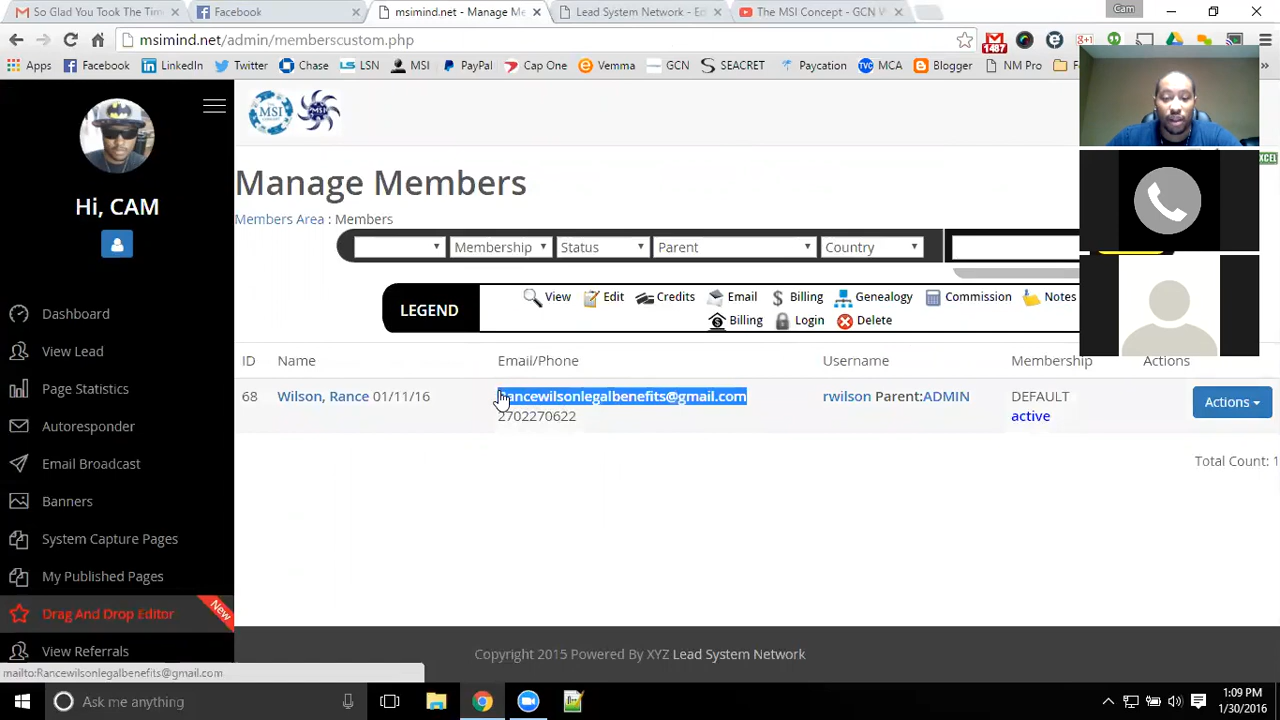 So Glad You Took The Time
Facebook
msimind.net - Manage Me
Lead System Network - Ed
The MSI Concept - GCN W
Cam
msimind.net/admin/memberscustom.php
1487
Apps
Facebook
LinkedIn
Twitter
Chase
LSN
MSI
PayPal
Cap One
Vemma
GCN
SEACRET
Paycation
MCA
Blogger
NM Pro
MSI
MSI
EXCEL
Hi, CAM
Manage Members
Members Area : Members
Membership
Status
Parent
Country
LEGEND
View
Edit
Credits
Email
Billing
Genealogy
Commission
Notes
Billing
Login
Delete
Dashboard
View Lead
Page Statistics
Autoresponder
Email Broadcast
Banners
System Capture Pages
My Published Pages
Drag And Drop Editor
New
View Referrals
ID
Name
Email/Phone
Username
Membership
Actions
68
Wilson, Rance 01/11/16
Rancewilsonlegalbenefits@gmail.com
2702270622
rwilson Parent:ADMIN
DEFAULT
active
Actions
Total Count: 1
Copyright 2015 Powered By XYZ Lead System Network
mailto:Rancewilsonlegalbenefits@gmail.com
Ask me anything
1:09 PM
1/30/2016